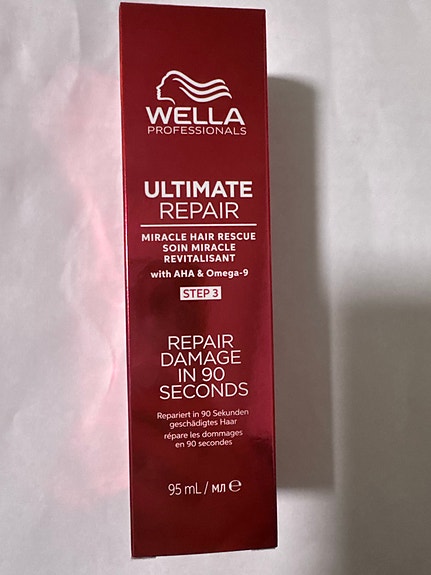 WELLA
PROFESSIONALS
ULTIMATE
REPAIR
MIRACLE HAIR RESCUE
SOIN MIRACLE
REVITALISANT
with AHA & Omega-9
STEP 3
REPAIR
DAMAGE
IN 90
SECONDS
Repariert in 90 Sekunden
geschädigtes Haar
répare les dommages
en 90 secondes
95 mL / мл ℮